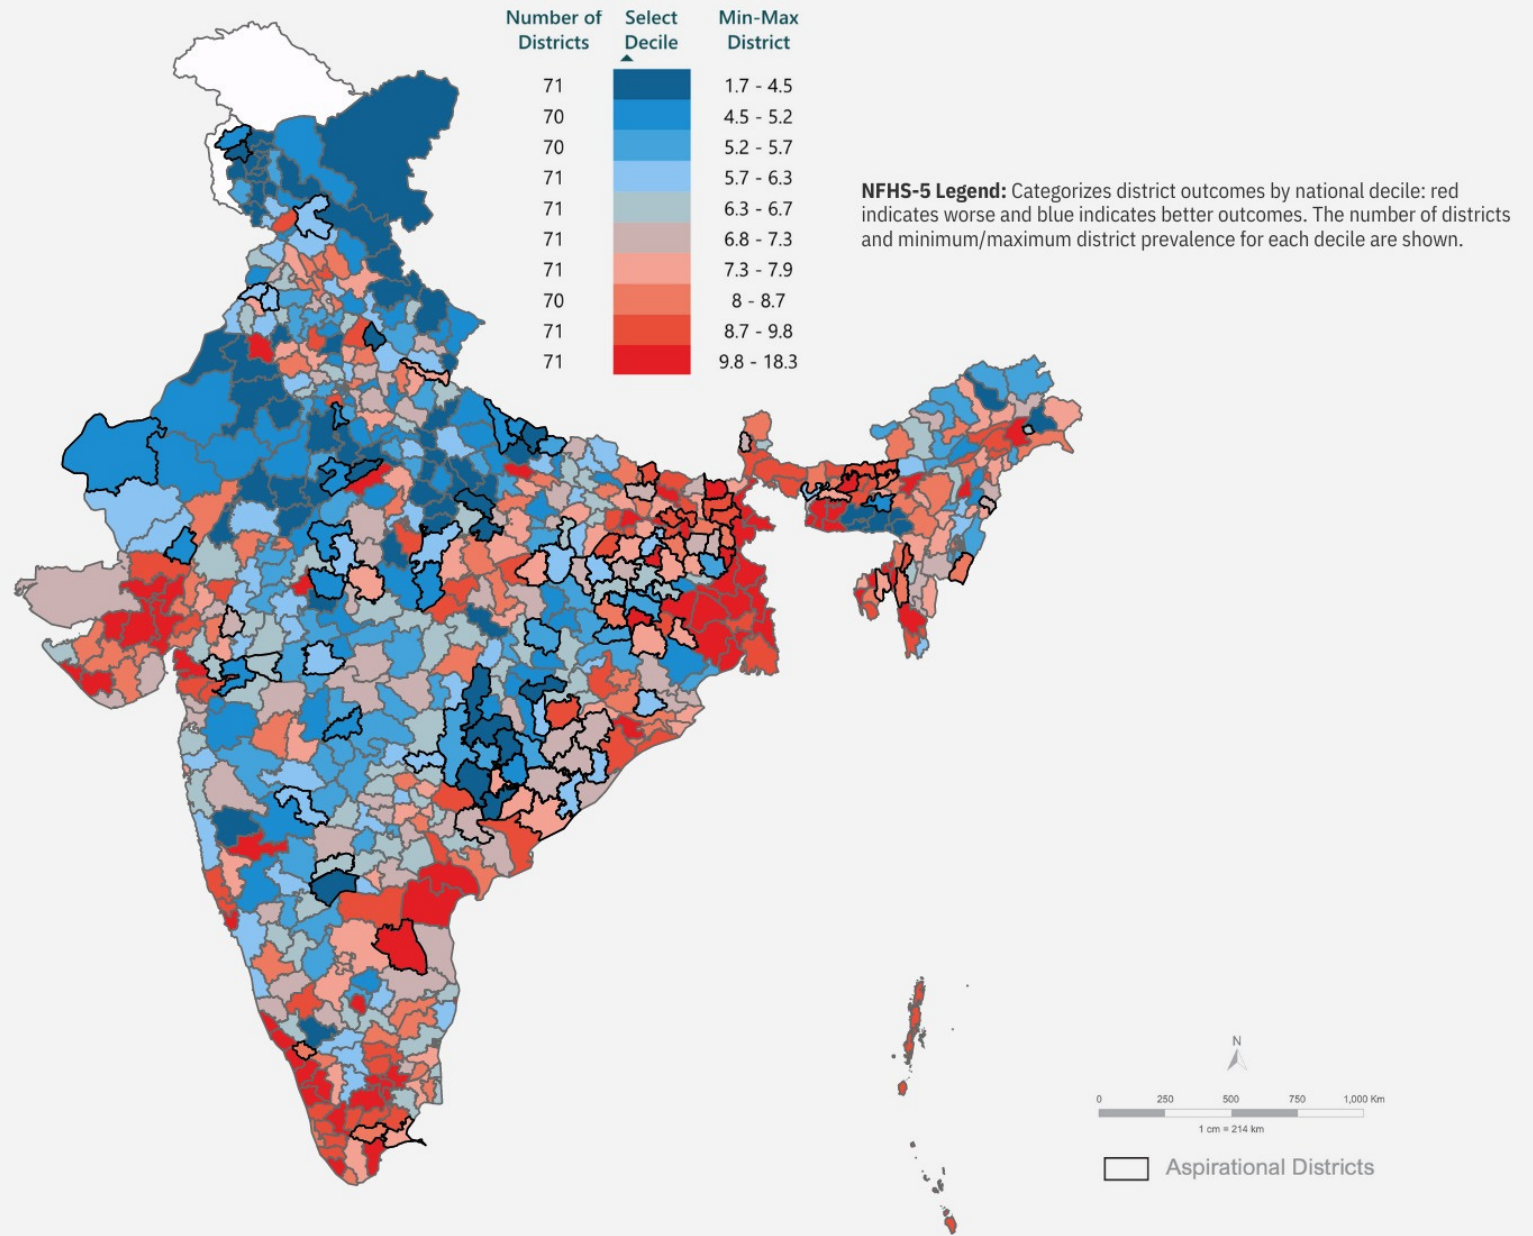 Number of Districts
Select Decile
Min-Max District
71 1.7 - 4.5
70 4.5 - 5.2
70 5.2 - 5.7
71 5.7 - 6.3
71 6.3 - 6.7
71 6.8 - 7.3
71 7.3 - 7.9
70 8 - 8.7
71 8.7 - 9.8
71 9.8 - 18.3
NFHS-5 Legend: Categorizes district outcomes by national decile: red
indicates worse and blue indicates better outcomes. The number of districts
and minimum/maximum district prevalence for each decile are shown.
N
0 250 500 750 1,000 Km
1 cm = 214 km
Aspirational Districts